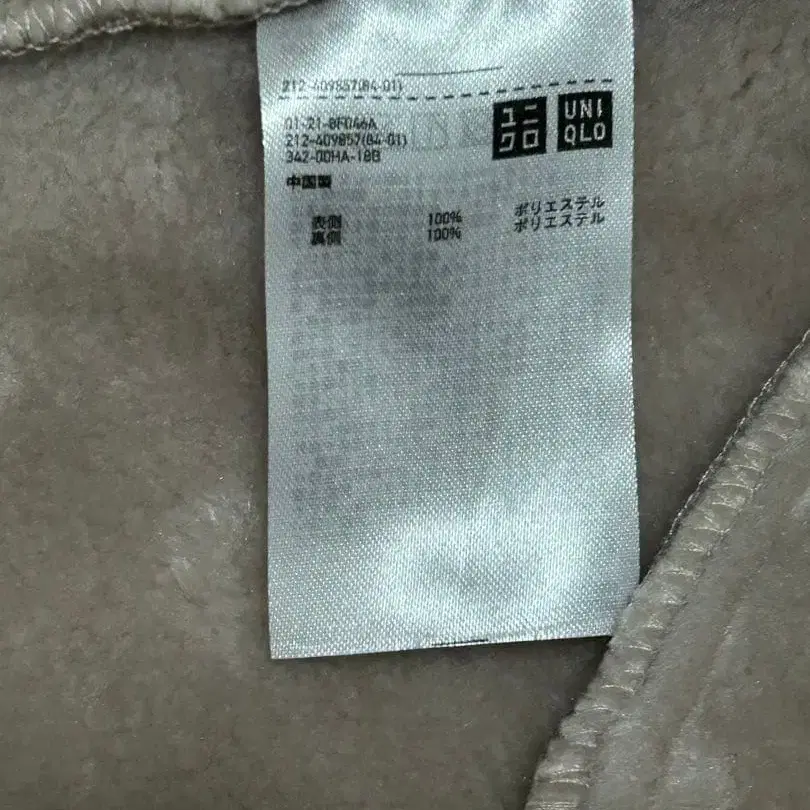 212-409857(84-01)
01-21-8F046A
212-409857(84-01)
342-00HA-18B
ユニ
クロ
UNI
QLO
中国製
表側 100% ポリエステル
裏側 100% ポリエステル